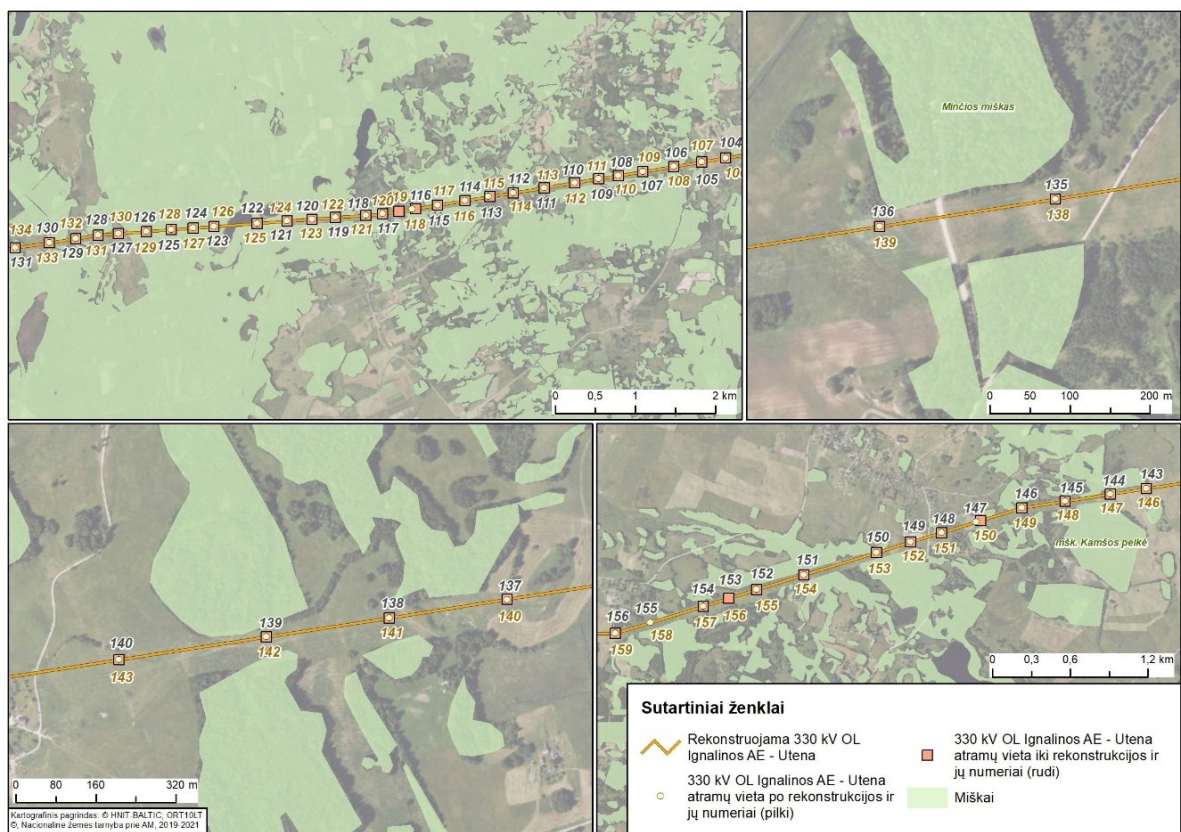 134 130 132 128 130 126 128 124 126 122 124 120 122 118 120 119 116 117 114 115 112 113 110 111 108 109 106 107 104
131 133 129 131 127 129 125 127 123 125 121 123 119 121 117 118 115 116 113 114 111 112 109 110 107 108 105
0 0,5 1 2 km
Minčios miškas
136
139
135
138
0 50 100 200 m
140
143
139
142
138
141
137
140
0 80 160 320 m
Kartografinis pagrindas: © HNIT-BALTIC; ORT10LT
©, Nacionalinė žemės tarnyba prie AM, 2019-2021
156 155 154 153 152 151 150 149 148 147 146 145 144 143
159 158 157 156 155 154 153 152 151 150 149 148 147 146
mšk. Kamšos pelkė
0 0,3 0,6 1,2 km
Sutartiniai ženklai
Rekonstruojama 330 kV OL
Ignalinos AE - Utena
330 kV OL Ignalinos AE - Utena
atramų vieta po rekonstrukcijos ir
jų numeriai (pilki)
330 kV OL Ignalinos AE - Utena
atramų vieta iki rekonstrukcijos ir
jų numeriai (rudi)
Miškai